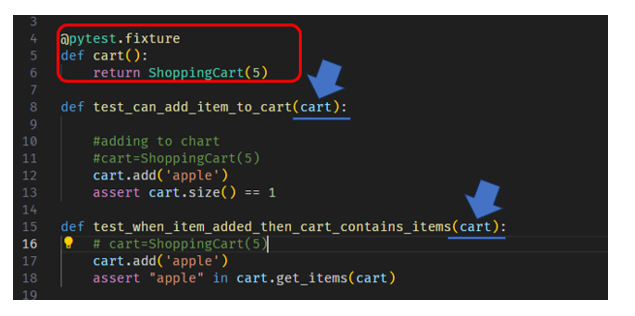 3
4 @pytest.fixture
5 def cart():
6     return ShoppingCart(5)
7
8 def test_can_add_item_to_cart(cart):
9
10     #adding to chart
11     #cart=ShoppingCart(5)
12     cart.add('apple')
13     assert cart.size() == 1
14
15 def test_when_item_added_then_cart_contains_items(cart):
16     # cart=ShoppingCart(5)
17     cart.add('apple')
18     assert "apple" in cart.get_items(cart)
19